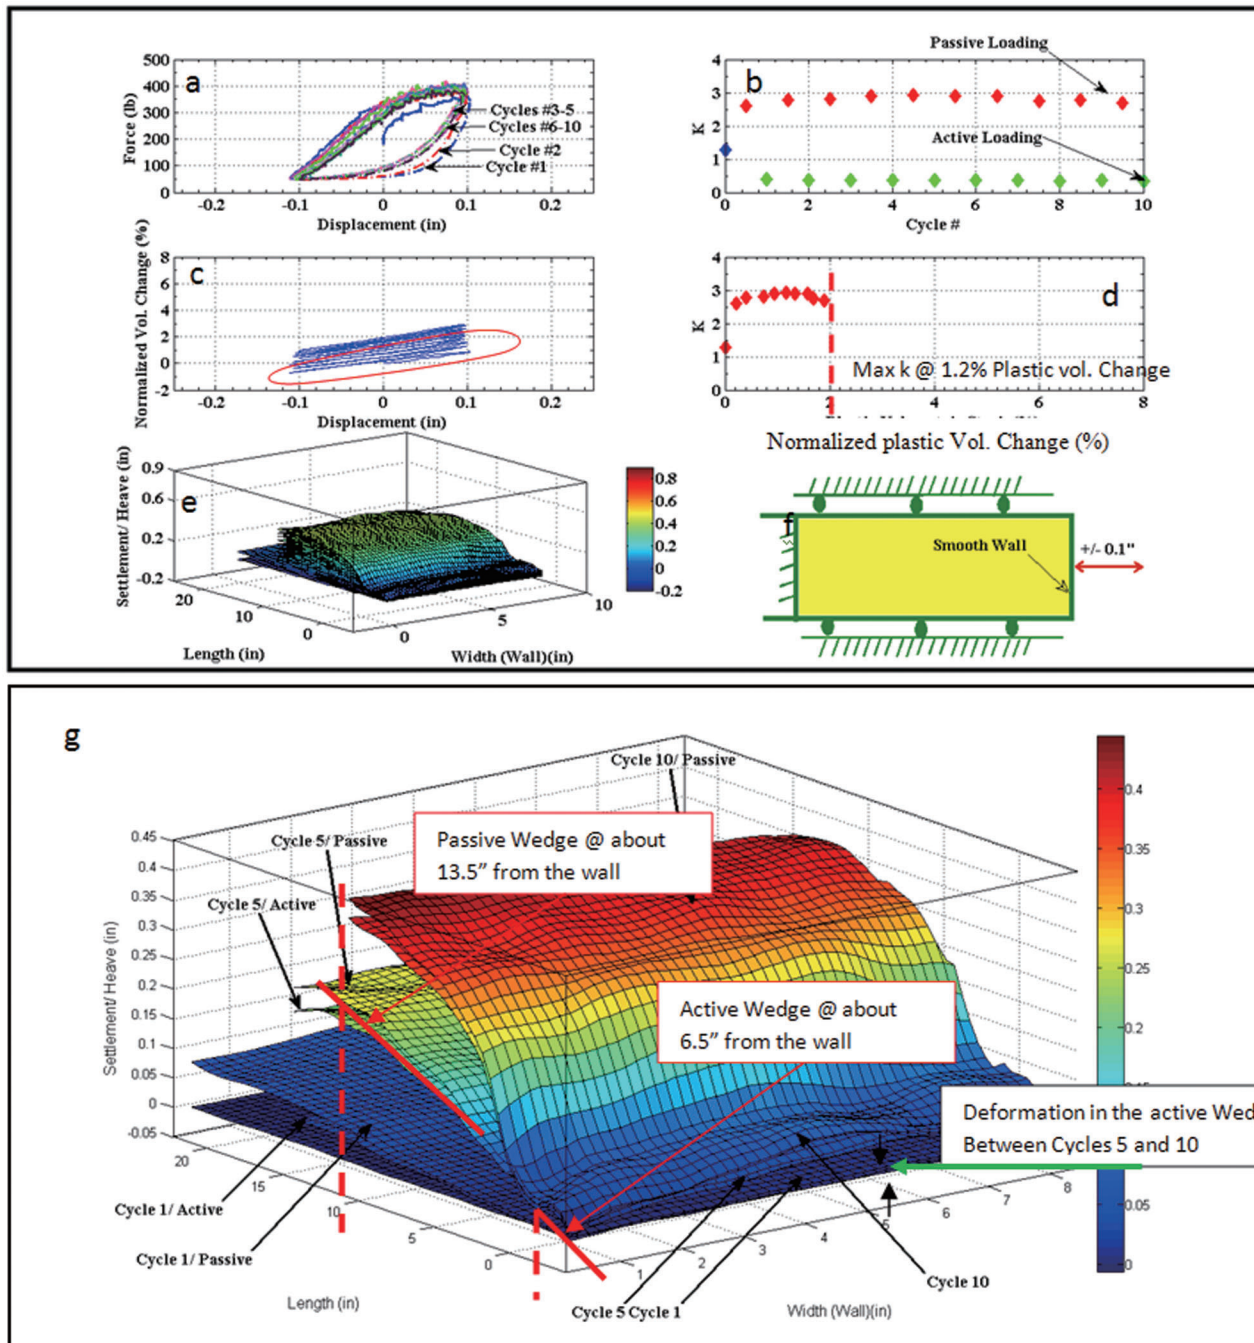 a
500
400
300
200
100
0
Force (lb)
Cycles #3-5
Cycles #6-10
Cycle #2
Cycle #1
-0.2
-0.1
0
0.1
0.2
Displacement (in)
b
Passive Loading
Active Loading
4
3
2
1
0
K
0
2
4
6
8
10
Cycle #
c
8
6
4
2
0
-2
Normalized Vol. Change (%)
-0.2
-0.1
0
0.1
0.2
Displacement (in)
d
4
3
2
1
0
K
Max k @ 1.2% Plastic vol. Change
0
2
4
6
8
Normalized plastic Vol. Change (%)
e
0.9
0.6
0.2
-0.2
Settlement/ Heave (in)
20
10
0
Length (in)
0
5
10
Width (Wall)(in)
0.8
0.6
0.4
0.2
0
-0.2
f
Smooth Wall
+/- 0.1"
g
Cycle 10/ Passive
Cycle 5/ Passive
Cycle 5/ Active
Passive Wedge @ about
13.5” from the wall
Active Wedge @ about
6.5” from the wall
Deformation in the active Wed
Between Cycles 5 and 10
0.45
0.4
0.35
0.3
0.25
0.2
0.15
0.1
0.05
0
-0.05
Settlement/ Heave (in)
20
15
10
5
0
Length (in)
Cycle 1/ Active
Cycle 1/ Passive
Cycle 5 Cycle 1
Cycle 10
1
2
3
4
5
6
7
8
Width (Wall)(in)
0.4
0.3
0.2
0.05
0